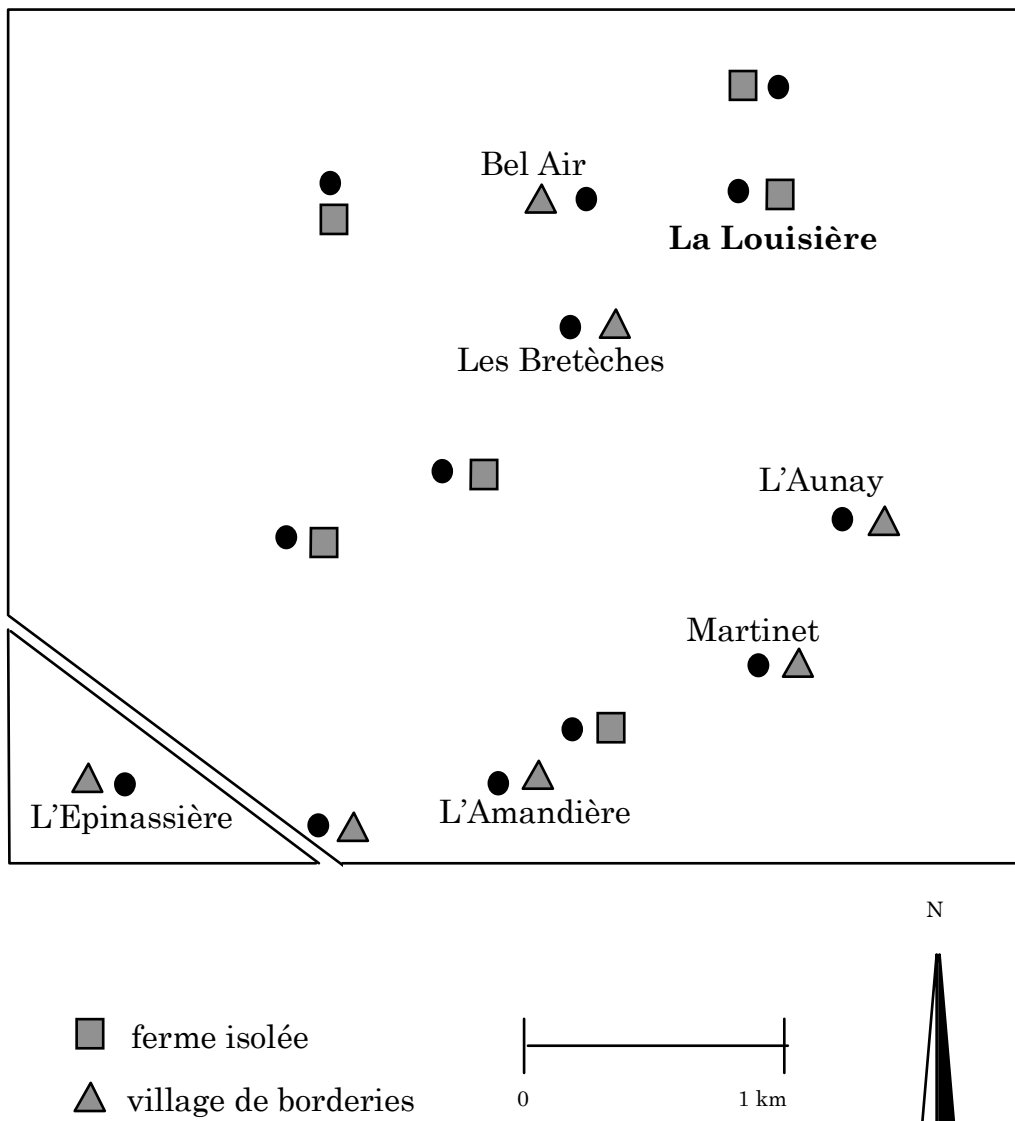 Bel Air
La Louisière
Les Bretèches
L'Aunay
Martinet
L'Epinassière
L'Amandière
N
ferme isolée
village de borderies
0 1 km